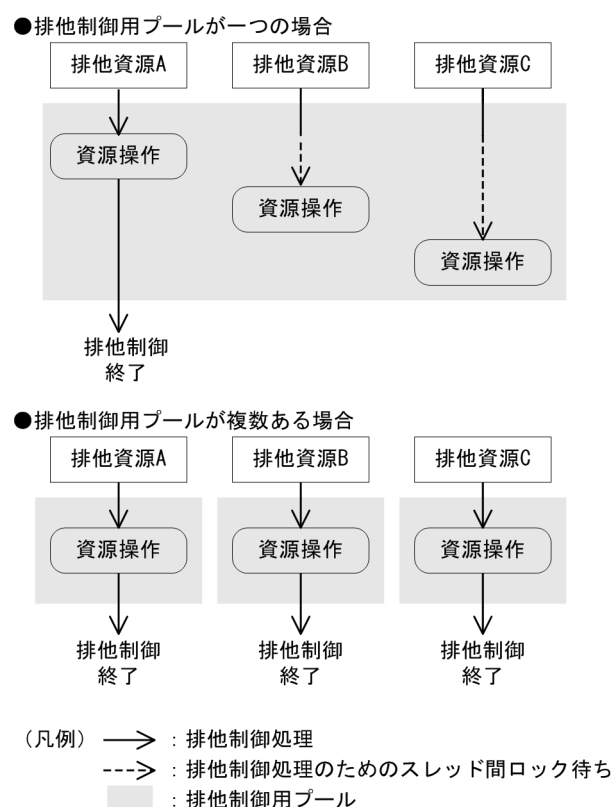 ●排他制御用プールが一つの場合
排他資源A 排他資源B 排他資源C
資源操作
資源操作
資源操作
排他制御
終了
●排他制御用プールが複数ある場合
排他資源A 排他資源B 排他資源C
資源操作 資源操作 資源操作
排他制御 排他制御 排他制御
終了 終了 終了
（凡例） ：排他制御処理
：排他制御処理のためのスレッド間ロック待ち
：排他制御用プール